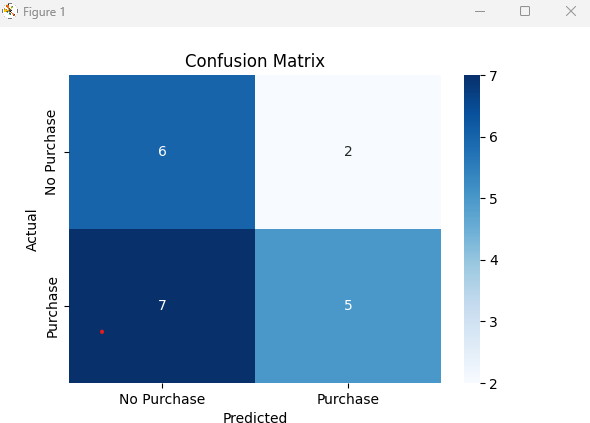 Figure 1
Confusion Matrix
7
6
5
4
3
2
No Purchase
Purchase
Actual
6
2
7
5
No Purchase
Purchase
Predicted